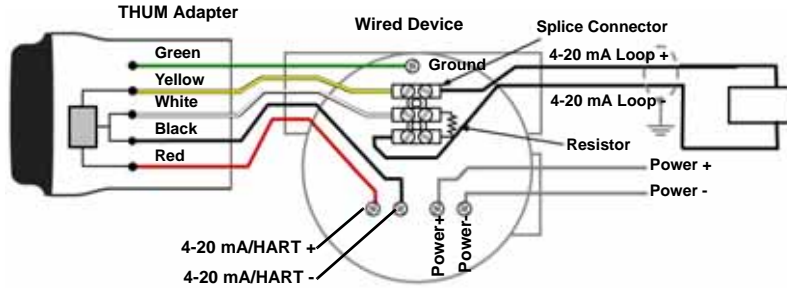 THUM Adapter
Wired Device
Splice Connector
Green
Ground
4-20 mA Loop +
Yellow
White
4-20 mA Loop -
Black
Resistor
Red
Power +
Power -
Power+
Power-
4-20 mA/HART +
4-20 mA/HART -